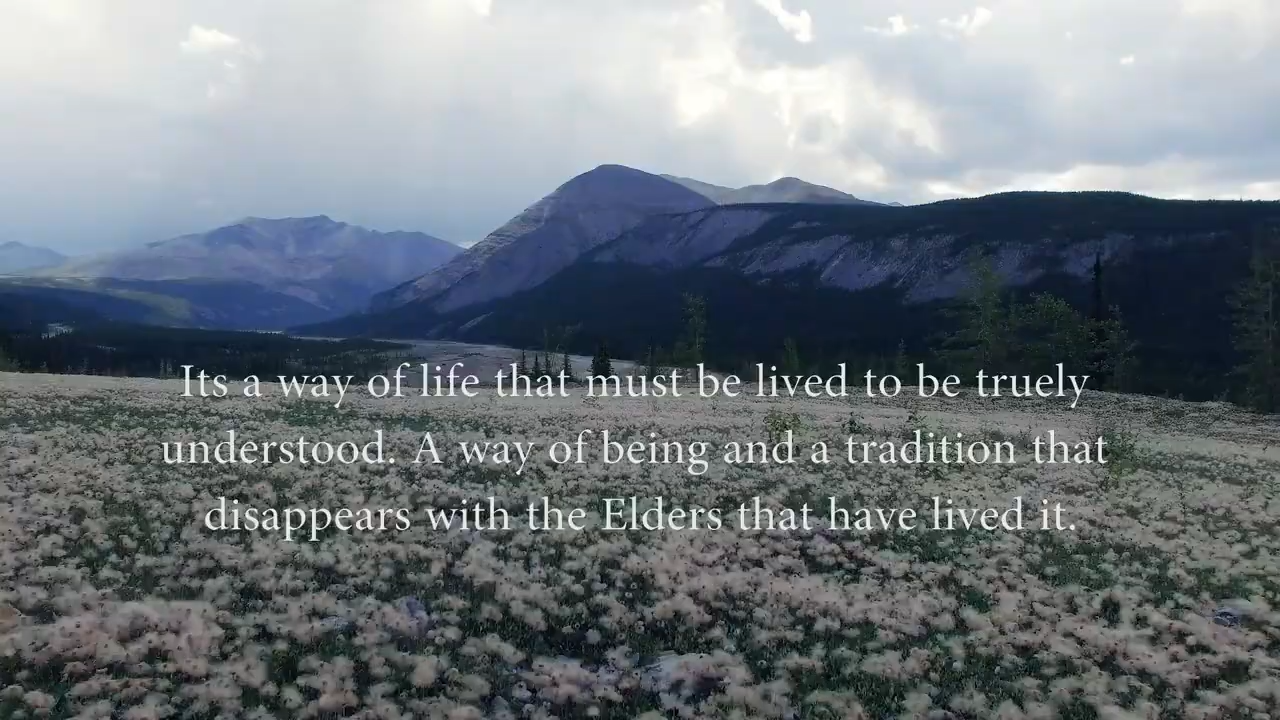 Its a way of life that must be lived to be truely
understood. A way of being and a tradition that
disappears with the Elders that have lived it.